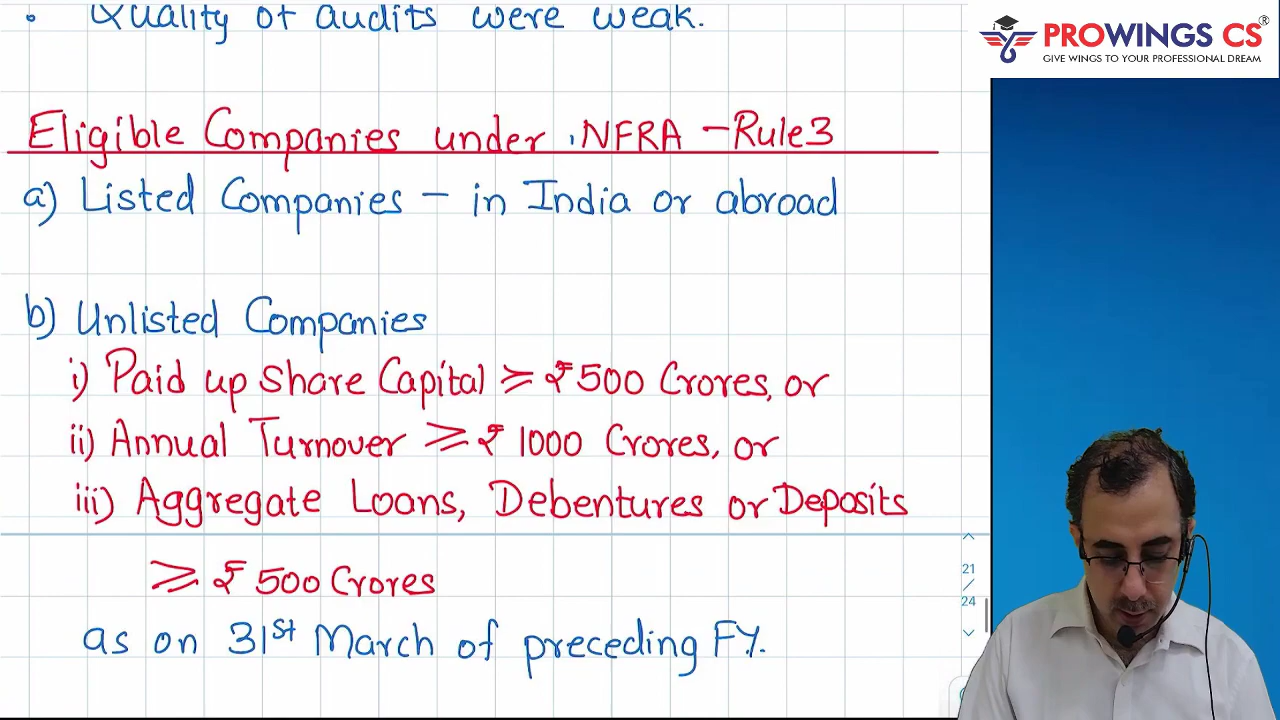 • Quality of audits were weak.
PROWINGS CS®
GIVE WINGS TO YOUR PROFESSIONAL DREAM
Eligible Companies under NFRA – Rule3
a) Listed Companies – in India or abroad
b) Unlisted Companies
i) Paid up Share Capital ≥ ₹500 Crores, or
ii) Annual Turnover ≥ ₹ 1000 Crores, or
iii) Aggregate Loans, Debentures or Deposits
≥ ₹ 500 Crores
as on 31st March of preceding FY.
21
/
24